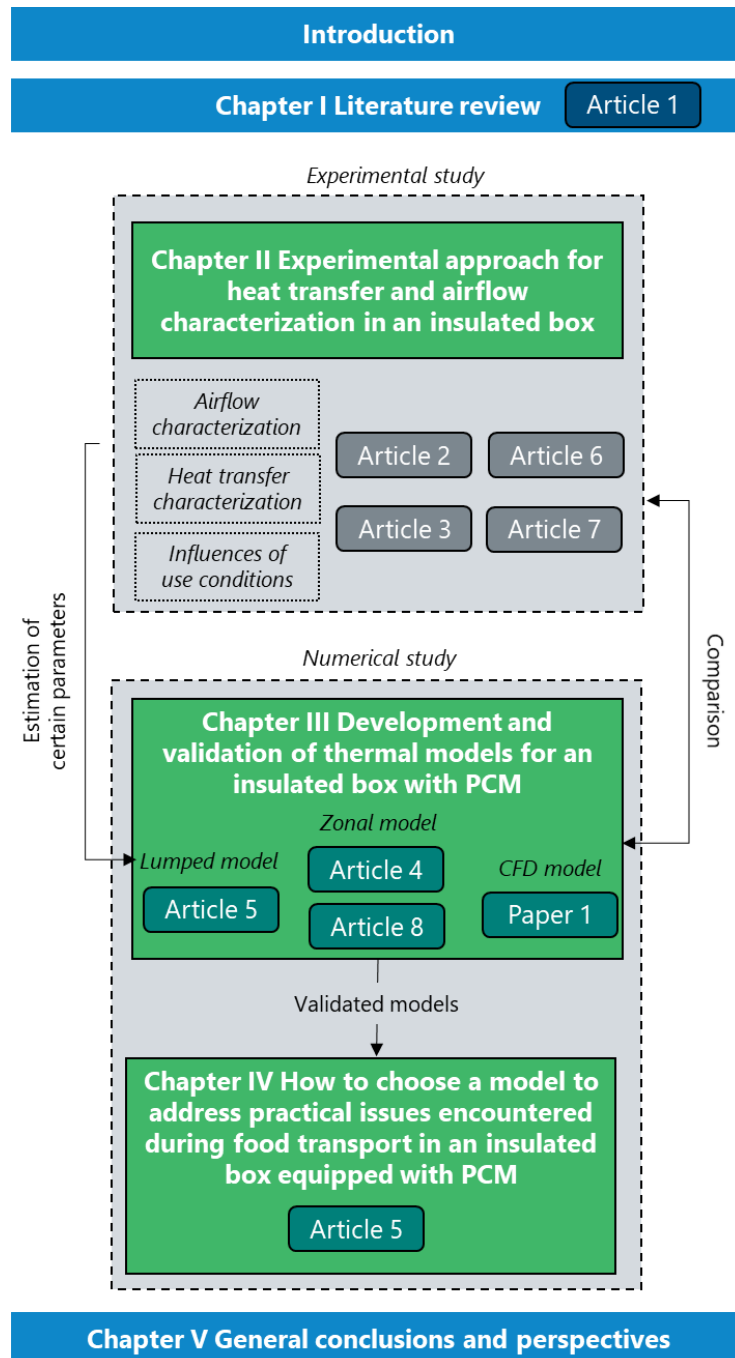 Introduction
Chapter I Literature review
Article 1
Experimental study
Chapter II Experimental approach for
heat transfer and airflow
characterization in an insulated box
Airflow
characterization
Heat transfer
characterization
Influences of
use conditions
Article 2
Article 6
Article 3
Article 7
Estimation of
certain parameters
Comparison
Numerical study
Chapter III Development and
validation of thermal models for an
insulated box with PCM
Zonal model
Lumped model
Article 4
CFD model
Article 5
Article 8
Paper 1
Validated models
Chapter IV How to choose a model to
address practical issues encountered
during food transport in an insulated
box equipped with PCM
Article 5
Chapter V General conclusions and perspectives